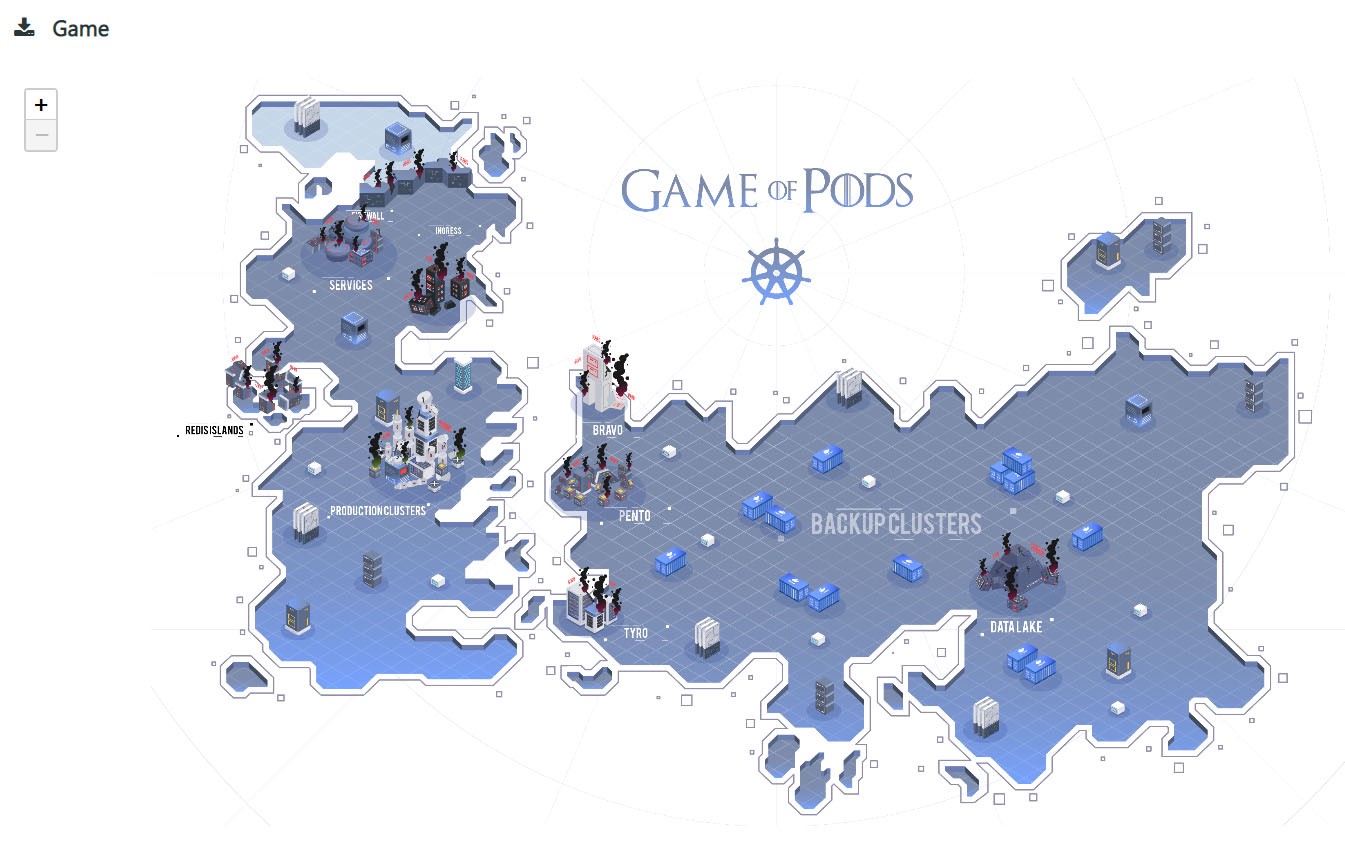 Game
+
−
GAME OF PODS
INGRESS
SERVICES
REDIS ISLANDS
BRAVO
PRODUCTION CLUSTERS
PENTO
BACKUP CLUSTERS
TYRO
DATA LAKE